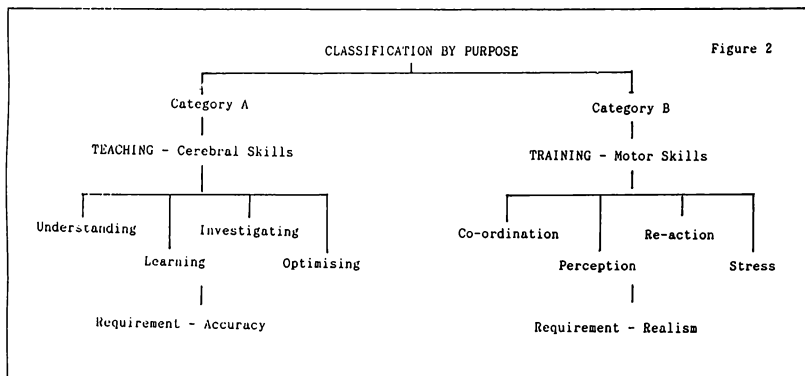 CLASSIFICATION BY PURPOSE
Figure 2
Category A
Category B
TEACHING - Cerebral Skills
TRAINING - Motor Skills
Understanding
Investigating
Learning
Optimising
Co-ordination
Re-action
Perception
Stress
Requirement - Accuracy
Requirement - Realism